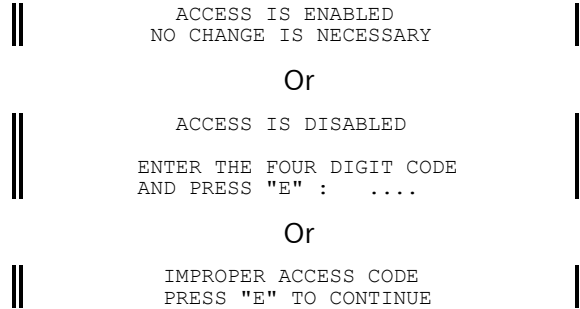 ACCESS IS ENABLED
NO CHANGE IS NECESSARY
Or
ACCESS IS DISABLED
ENTER THE FOUR DIGIT CODE
AND PRESS "E" : ....
Or
IMPROPER ACCESS CODE
PRESS "E" TO CONTINUE